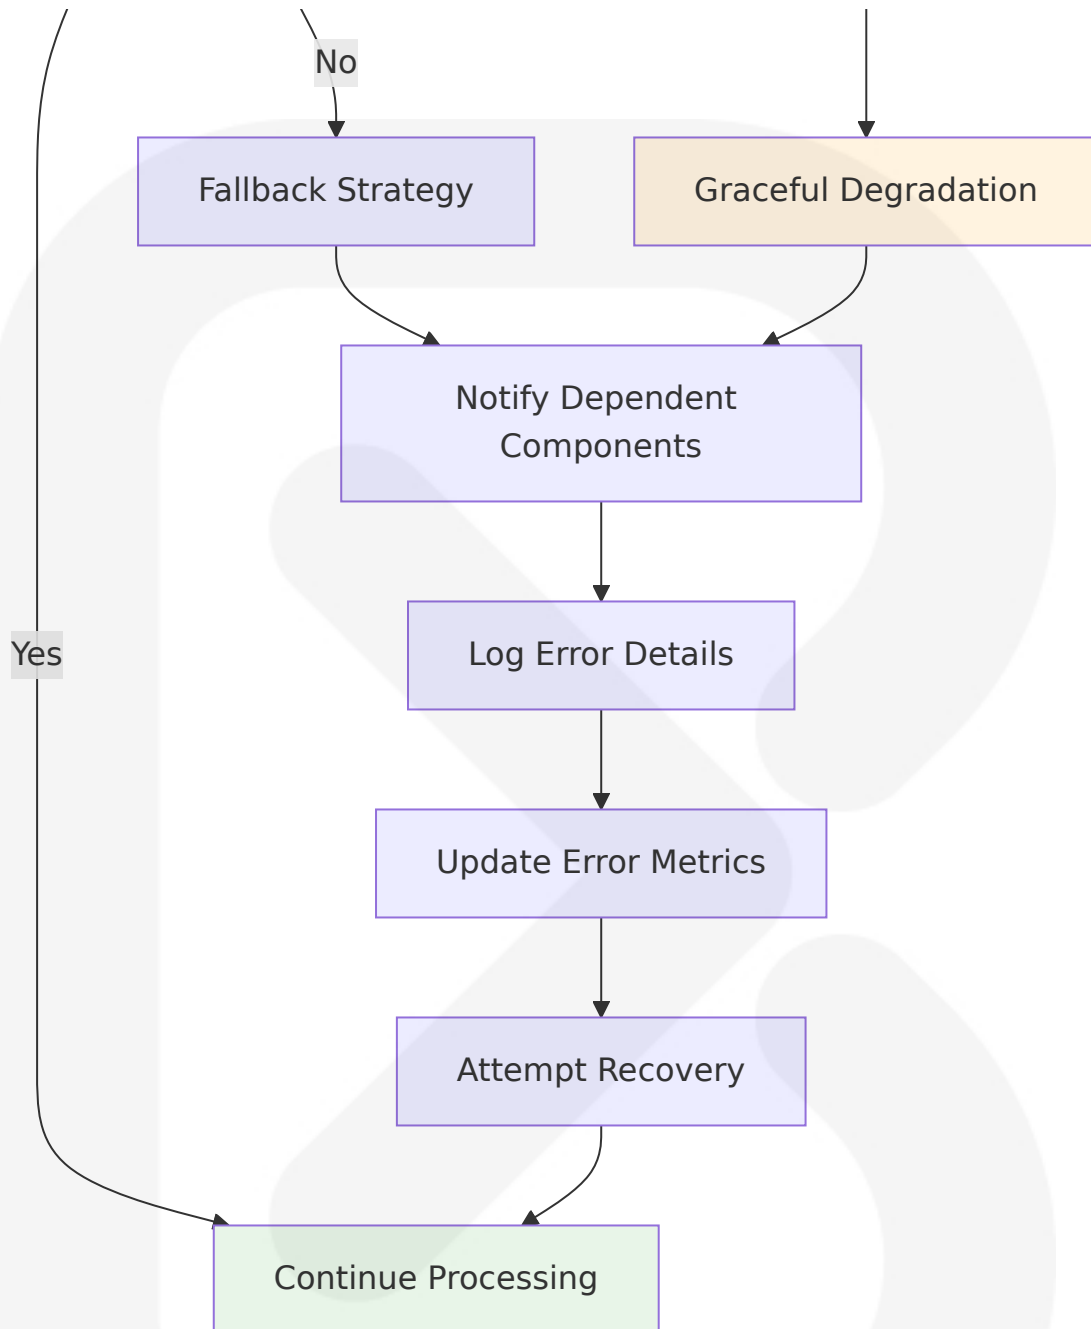 No
Fallback Strategy
Graceful Degradation
Notify Dependent
Components
Yes
Log Error Details
Update Error Metrics
Attempt Recovery
Continue Processing